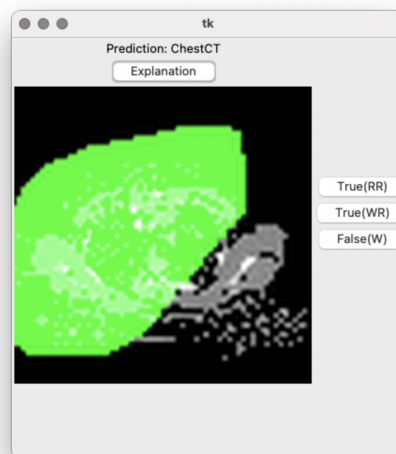 tk
Prediction: ChestCT
Explanation
True(RR)
True(WR)
False(W)